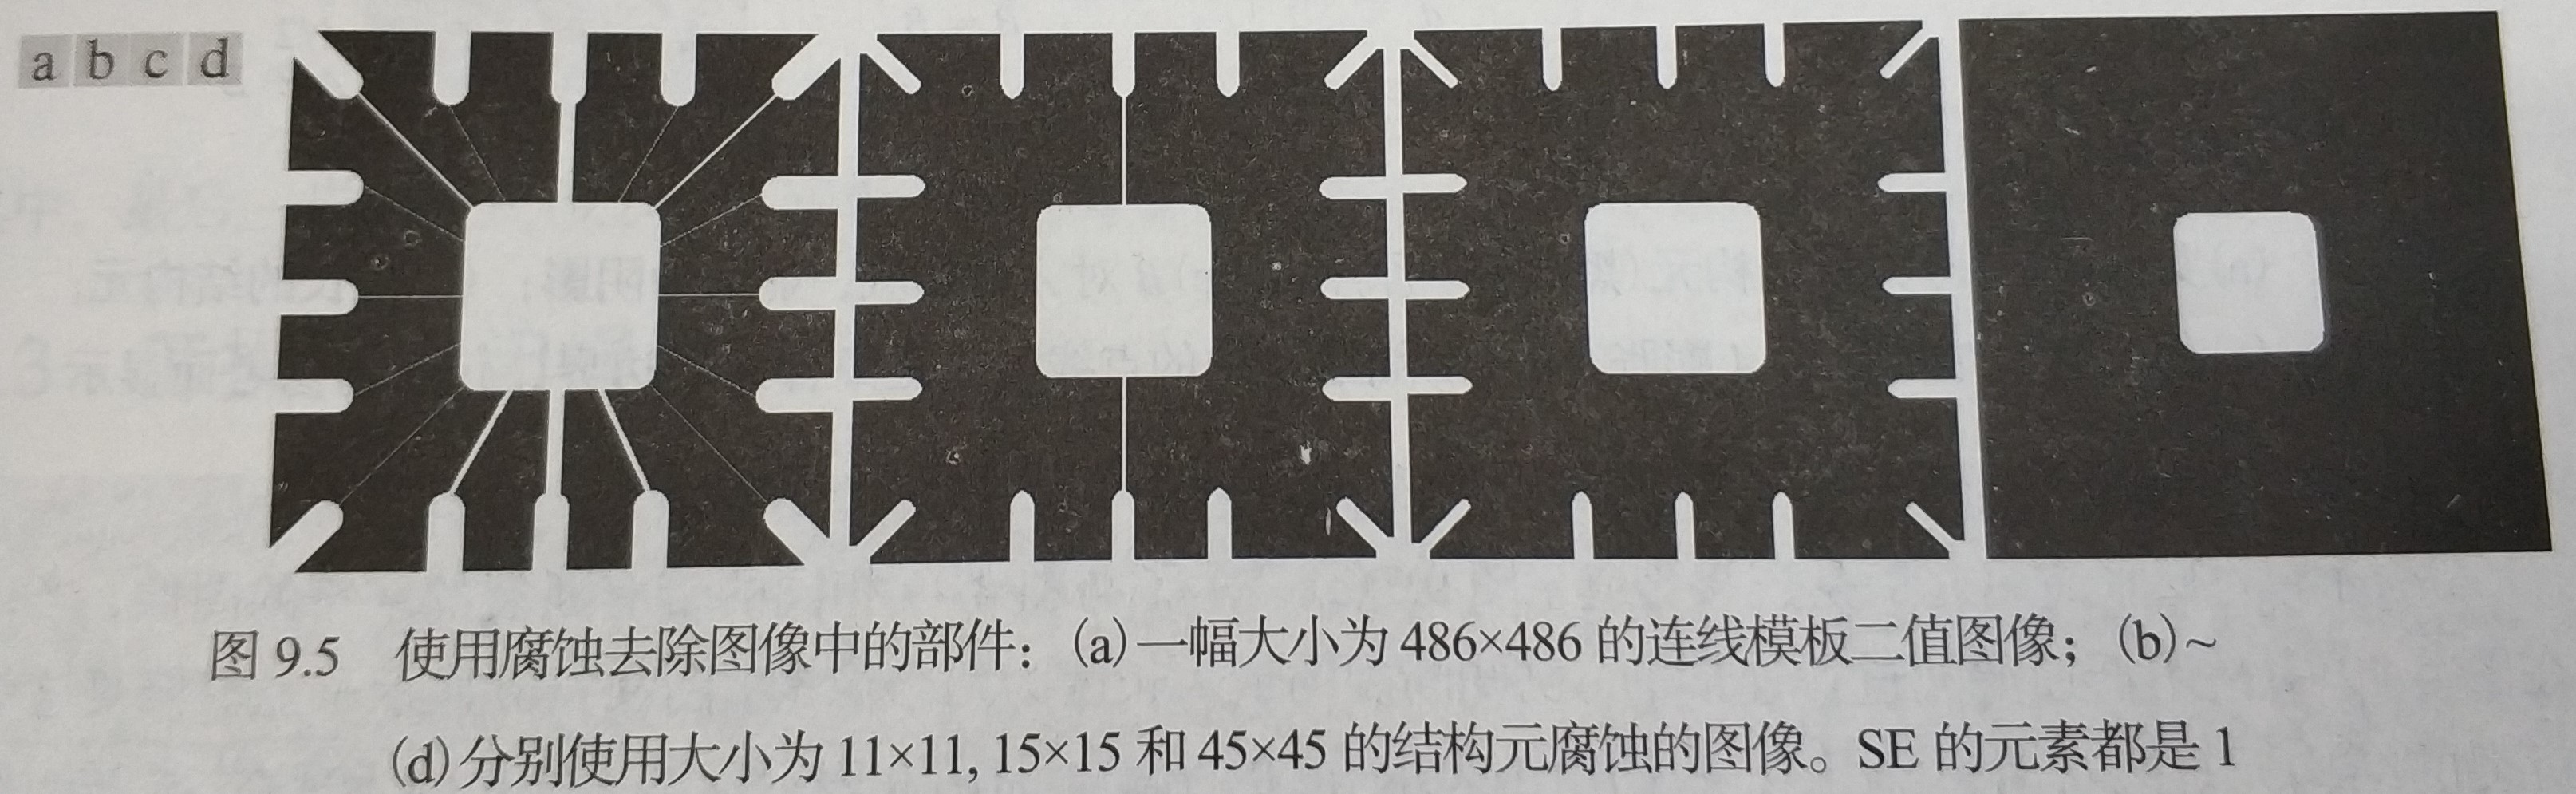 a b c d
图 9.5 使用腐蚀去除图像中的部件：(a)一幅大小为 486×486 的连线模板二值图像；(b)~
(d)分别使用大小为 11×11, 15×15 和 45×45 的结构元腐蚀的图像。SE 的元素都是 1